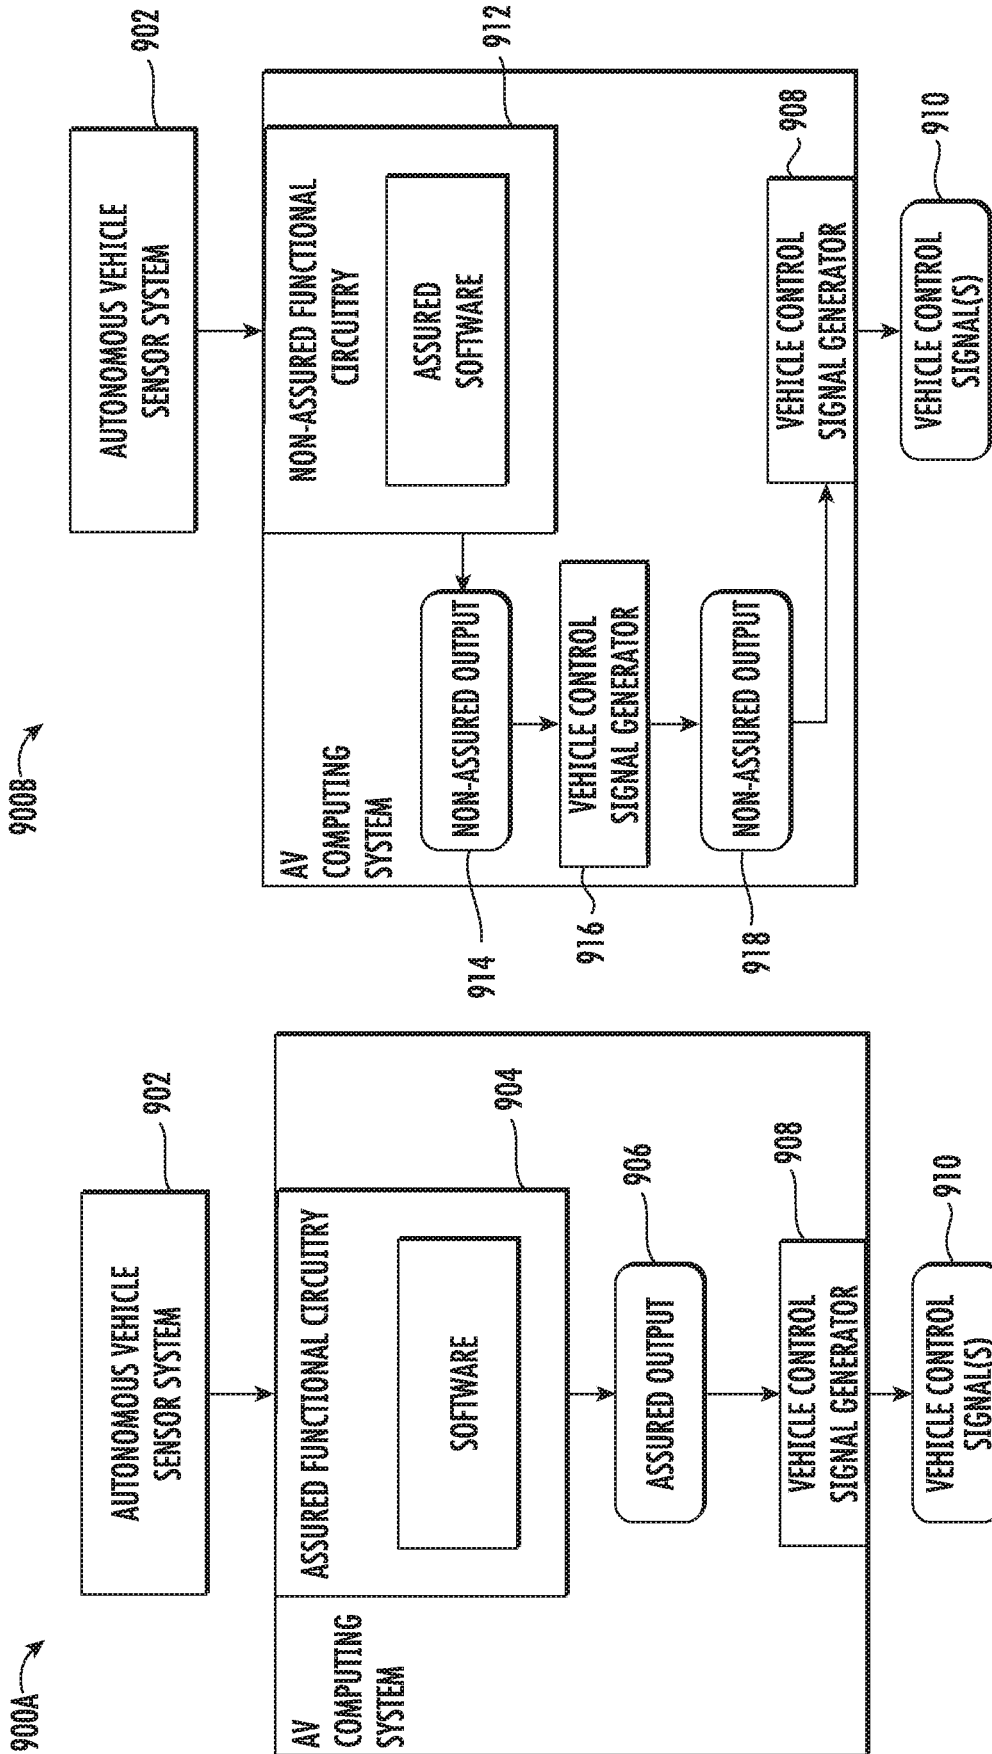 900A
AUTONOMOUS VEHICLE
SENSOR SYSTEM
902
AV
COMPUTING
SYSTEM
ASSURED FUNCTIONAL CIRCUITRY
SOFTWARE
904
ASSURED OUTPUT
906
VEHICLE CONTROL
SIGNAL GENERATOR
908
VEHICLE CONTROL
SIGNAL(S)
910
900B
AUTONOMOUS VEHICLE
SENSOR SYSTEM
902
AV
COMPUTING
SYSTEM
NON-ASSURED FUNCTIONAL
CIRCUITRY
ASSURED
SOFTWARE
912
NON-ASSURED OUTPUT
914
VEHICLE CONTROL
SIGNAL GENERATOR
916
NON-ASSURED OUTPUT
918
VEHICLE CONTROL
SIGNAL GENERATOR
908
VEHICLE CONTROL
SIGNAL(S)
910